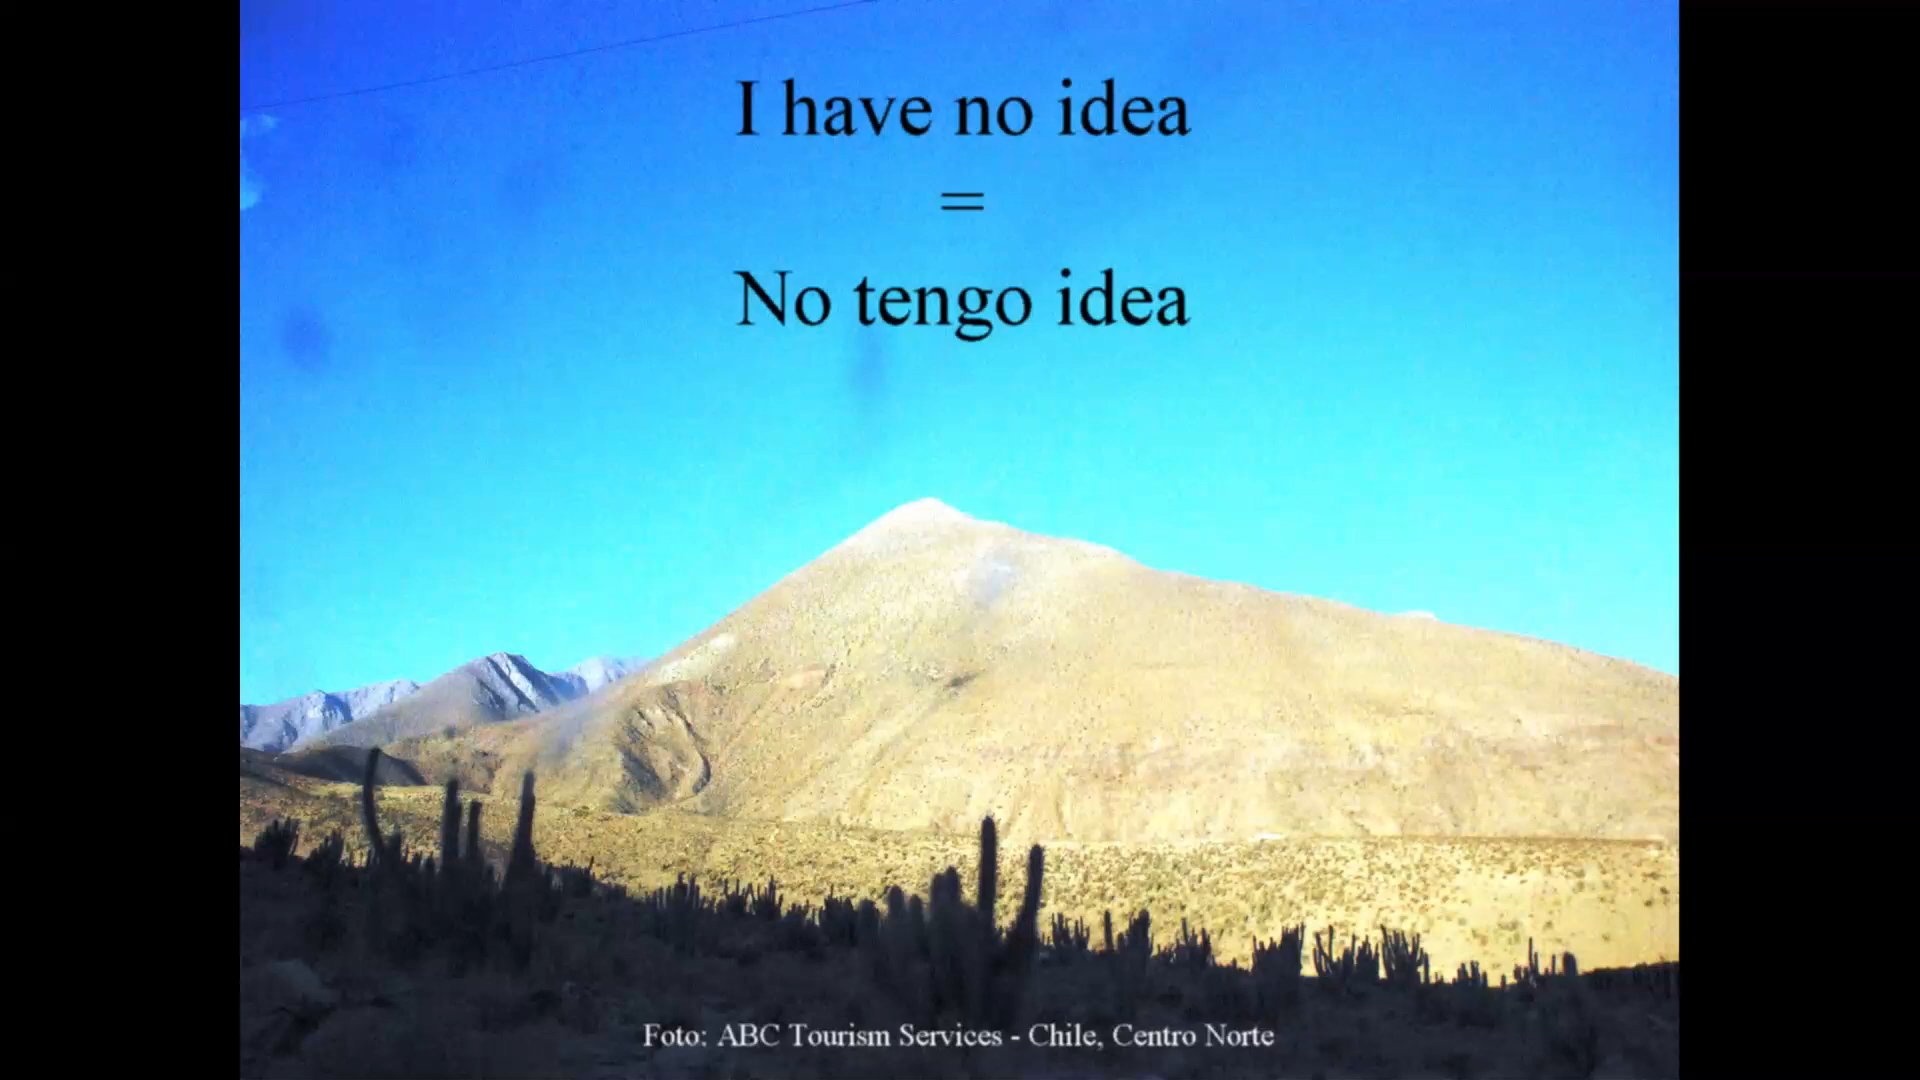 I have no idea
=
No tengo idea
Foto: ABC Tourism Services - Chile, Centro Norte